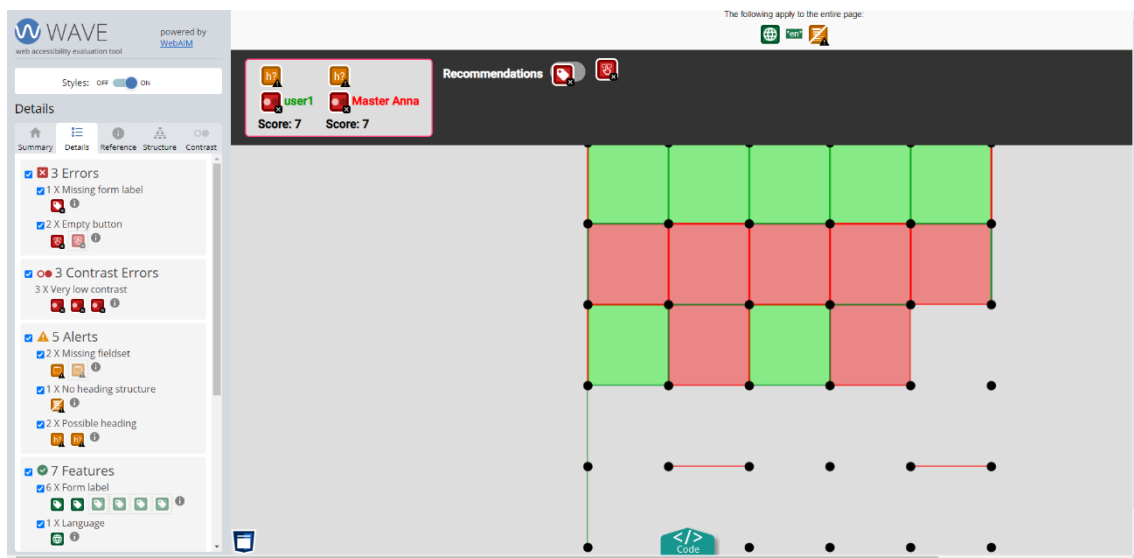 The following apply to the entire page:
"en"
WAVE
web accessibility evaluation tool
powered by
WebAIM
Styles: OFF ON
Details
Summary Details Reference Structure Contrast
3 Errors
1 X Missing form label
2 X Empty button
3 Contrast Errors
3 X Very low contrast
5 Alerts
2 X Missing fieldset
1 X No heading structure
2 X Possible heading
h? h?
7 Features
6 X Form label
1 X Language
h? h?
user1 Master Anna
Score: 7 Score: 7
Recommendations
</>
Code